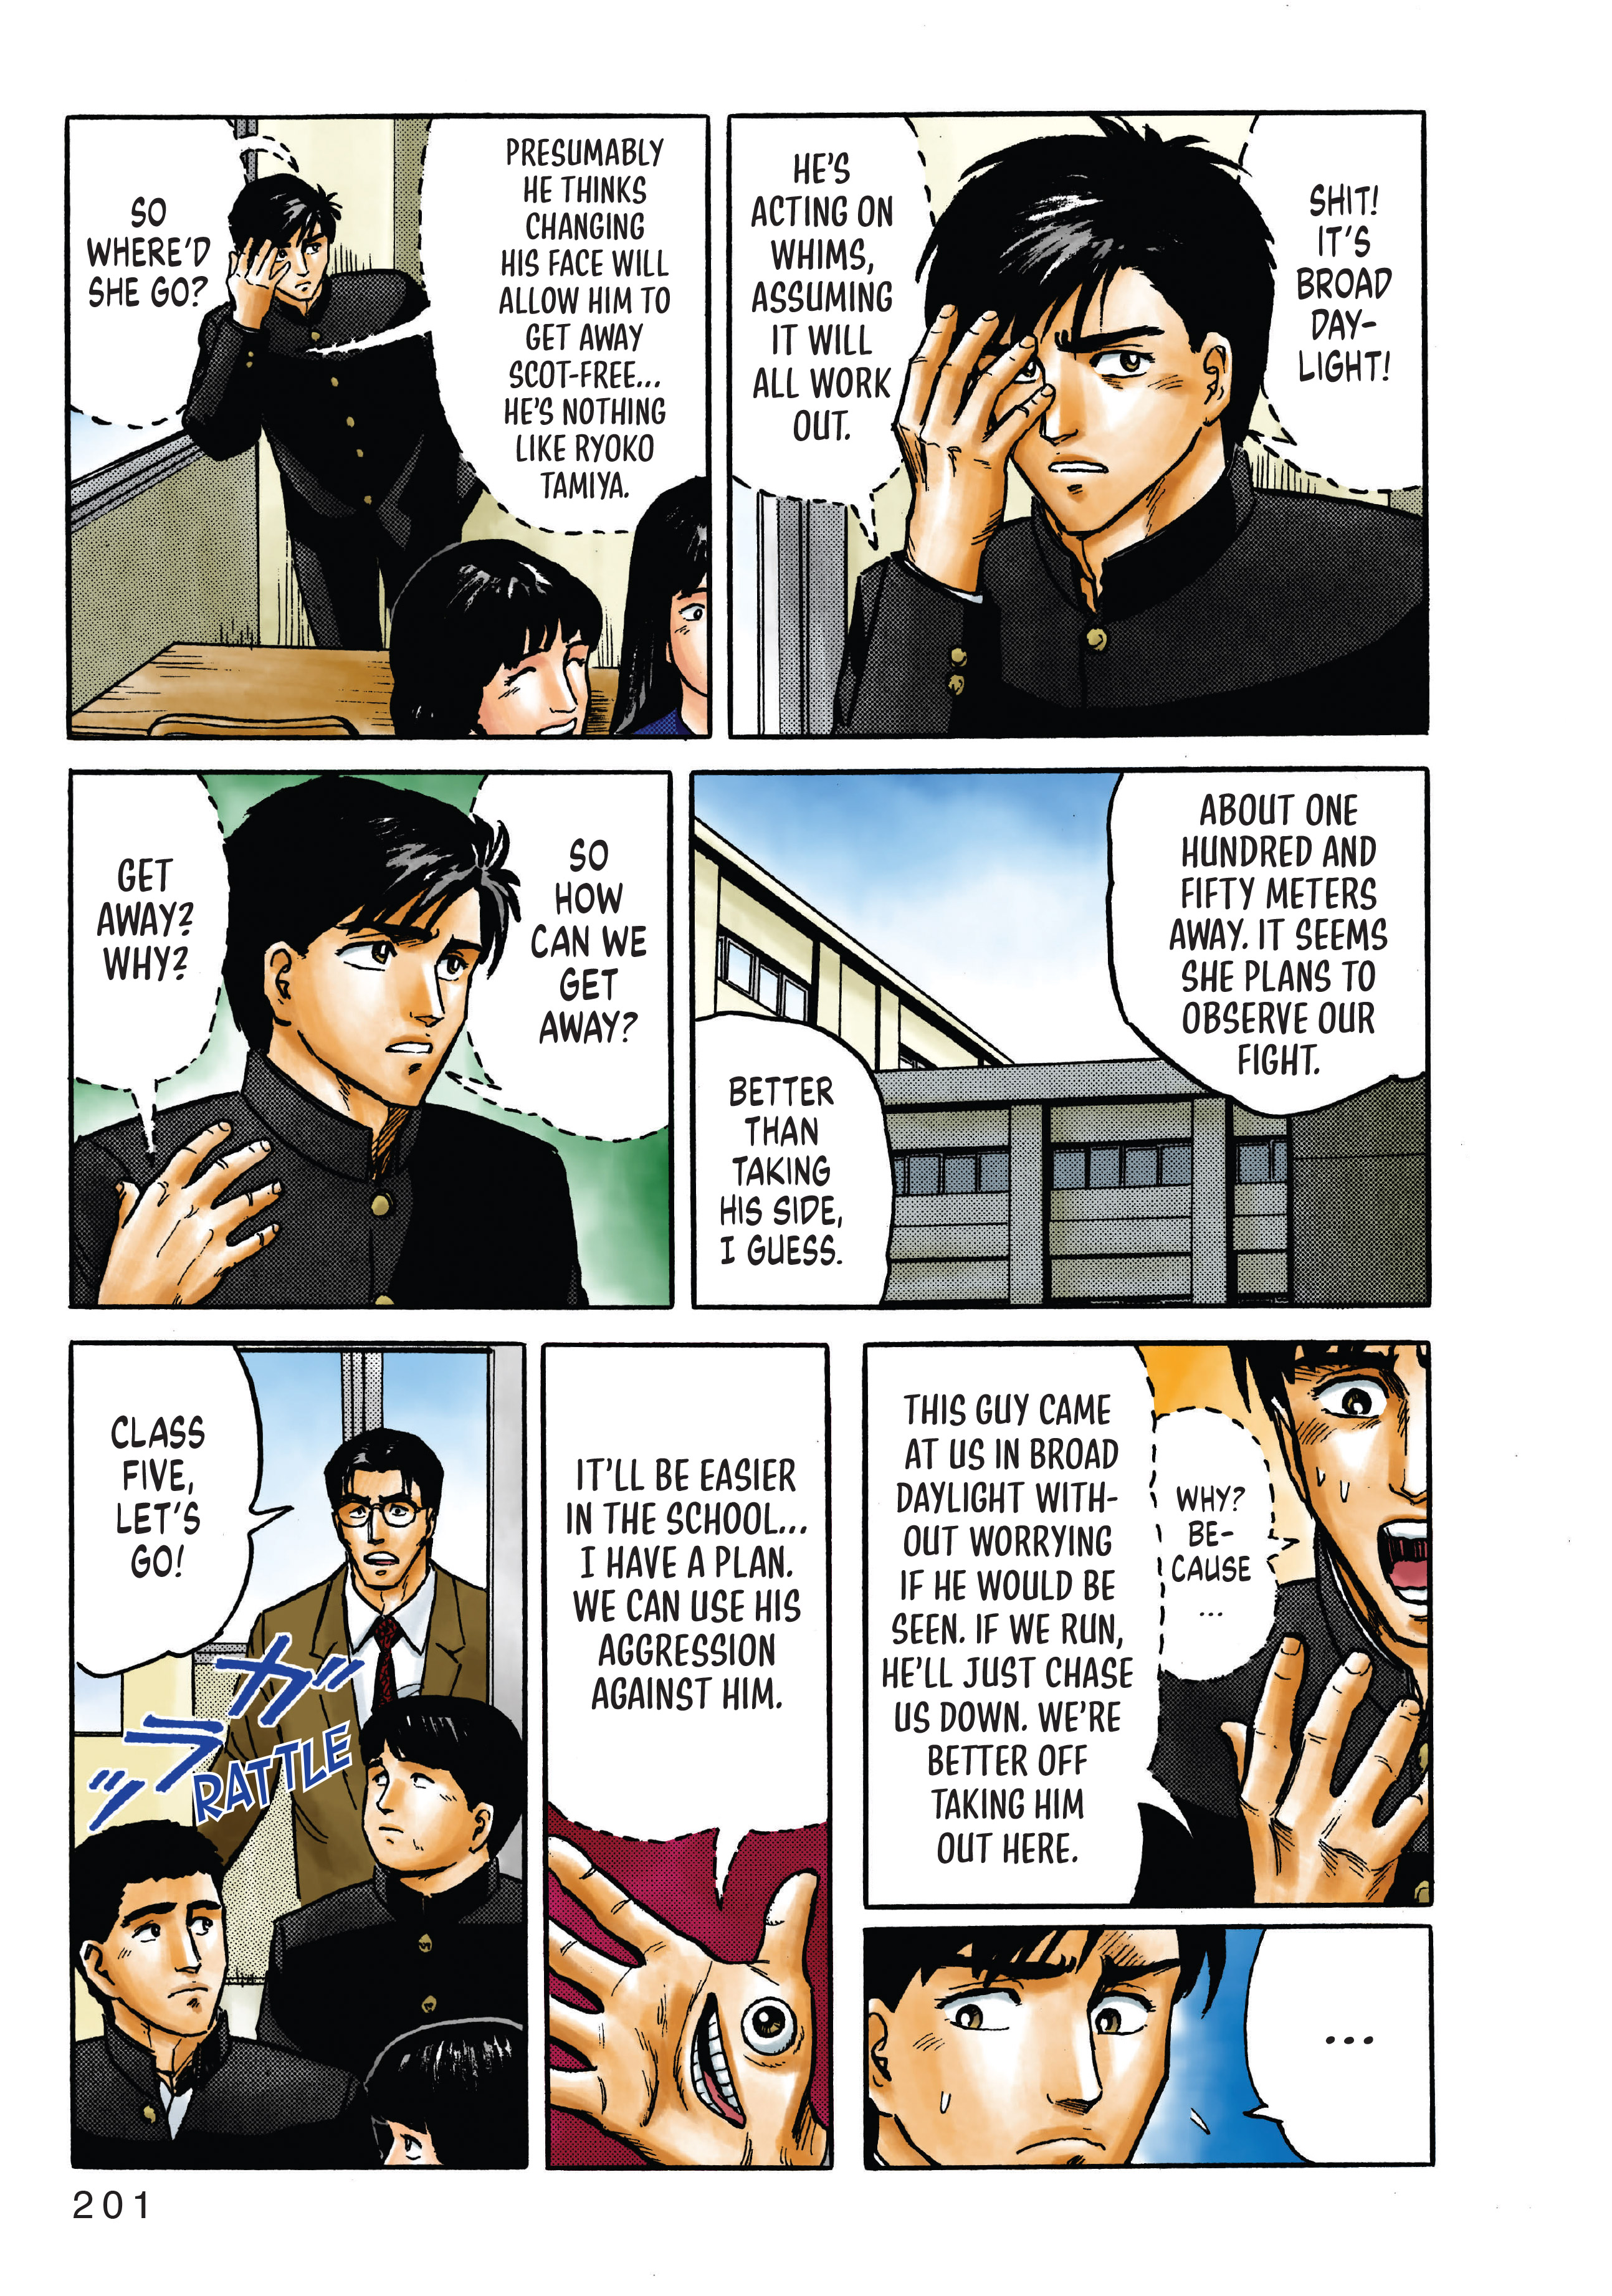 SHIT!
IT'S
BROAD
DAY-
LIGHT!
HE'S
ACTING ON
WHIMS,
ASSUMING
IT WILL
ALL WORK
OUT.
PRESUMABLY
HE THINKS
CHANGING
HIS FACE WILL
ALLOW HIM TO
GET AWAY
SCOT-FREE...
HE'S NOTHING
LIKE RYOKO
TAMIYA.
SO
WHERE'D
SHE GO?
ABOUT ONE
HUNDRED AND
FIFTY METERS
AWAY. IT SEEMS
SHE PLANS TO
OBSERVE OUR
FIGHT.
BETTER
THAN
TAKING
HIS SIDE,
I GUESS.
SO
HOW
CAN WE
GET
AWAY?
GET
AWAY?
WHY?
WHY?
BE-
CAUSE
...
THIS GUY CAME
AT US IN BROAD
DAYLIGHT WITH-
OUT WORRYING
IF HE WOULD BE
SEEN. IF WE RUN,
HE'LL JUST CHASE
US DOWN. WE'RE
BETTER OFF
TAKING HIM
OUT HERE.
...
IT'LL BE EASIER
IN THE SCHOOL...
I HAVE A PLAN.
WE CAN USE HIS
AGGRESSION
AGAINST HIM.
CLASS
FIVE,
LET'S
GO!
ガラッ
RATTLE
201